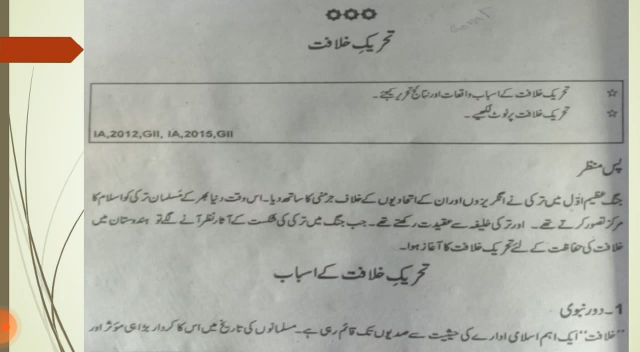 تحریکِ خلافت
☆ تحریک خلافت کے اسباب واقعات اور نتائج تحریر کیجئے۔
☆ تحریک خلافت پر نوٹ لکھیے۔
IA,2012,GII, IA,2015,GII
پس منظر
جنگ عظیم اوّل میں ترکی نے انگریزوں اور ان کے اتحادیوں کے خلاف جرمنی کا ساتھ دیا۔ اس وقت دنیا بھر کے مسلمان ترکی کو اسلام کا
مرکز تصور کرتے تھے۔ اور ترکی خلیفہ سے عقیدت رکھتے تھے۔ جب جنگ میں ترکی کی شکست کے آثار نظر آنے لگے تو ہندوستان میں
خلافت کی حفاظت کے لئے تحریک خلافت کا آغاز ہوا۔
تحریکِ خلافت کے اسباب
1۔ دور نبوی
"خلافت" ایک اہم اسلامی ادارے کی حیثیت سے صدیوں تک قائم رہی ہے۔ مسلمانوں کی تاریخ میں اس کا کردار بڑا ہی مؤثر اور